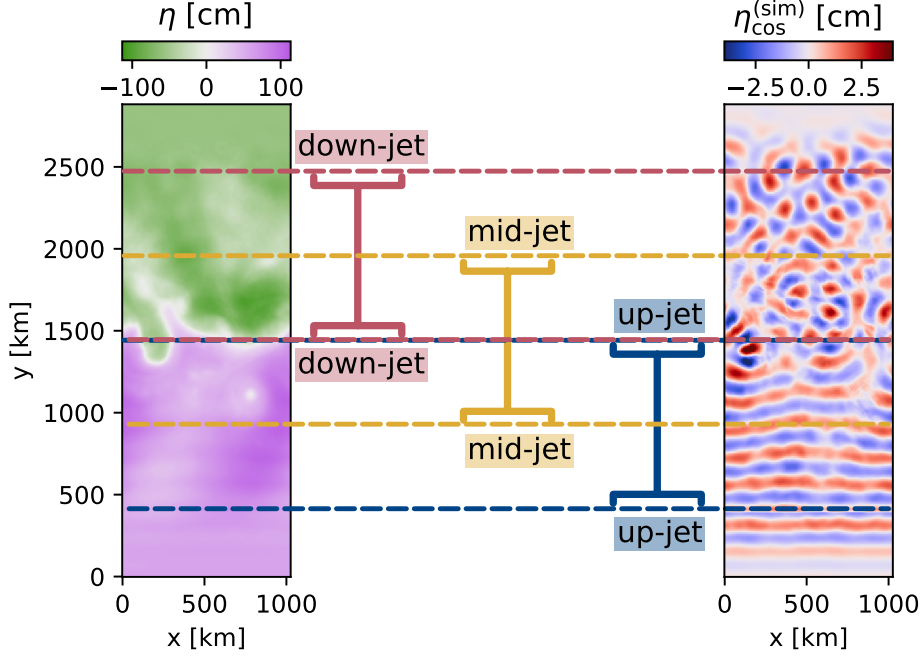 η [cm]
η_cos^(sim) [cm]
−100 0 100
−2.5 0.0 2.5
down-jet
2500
mid-jet
2000
up-jet
1500
down-jet
y [km]
1000
mid-jet
500
up-jet
0
0 500 1000
0 500 1000
x [km]
x [km]